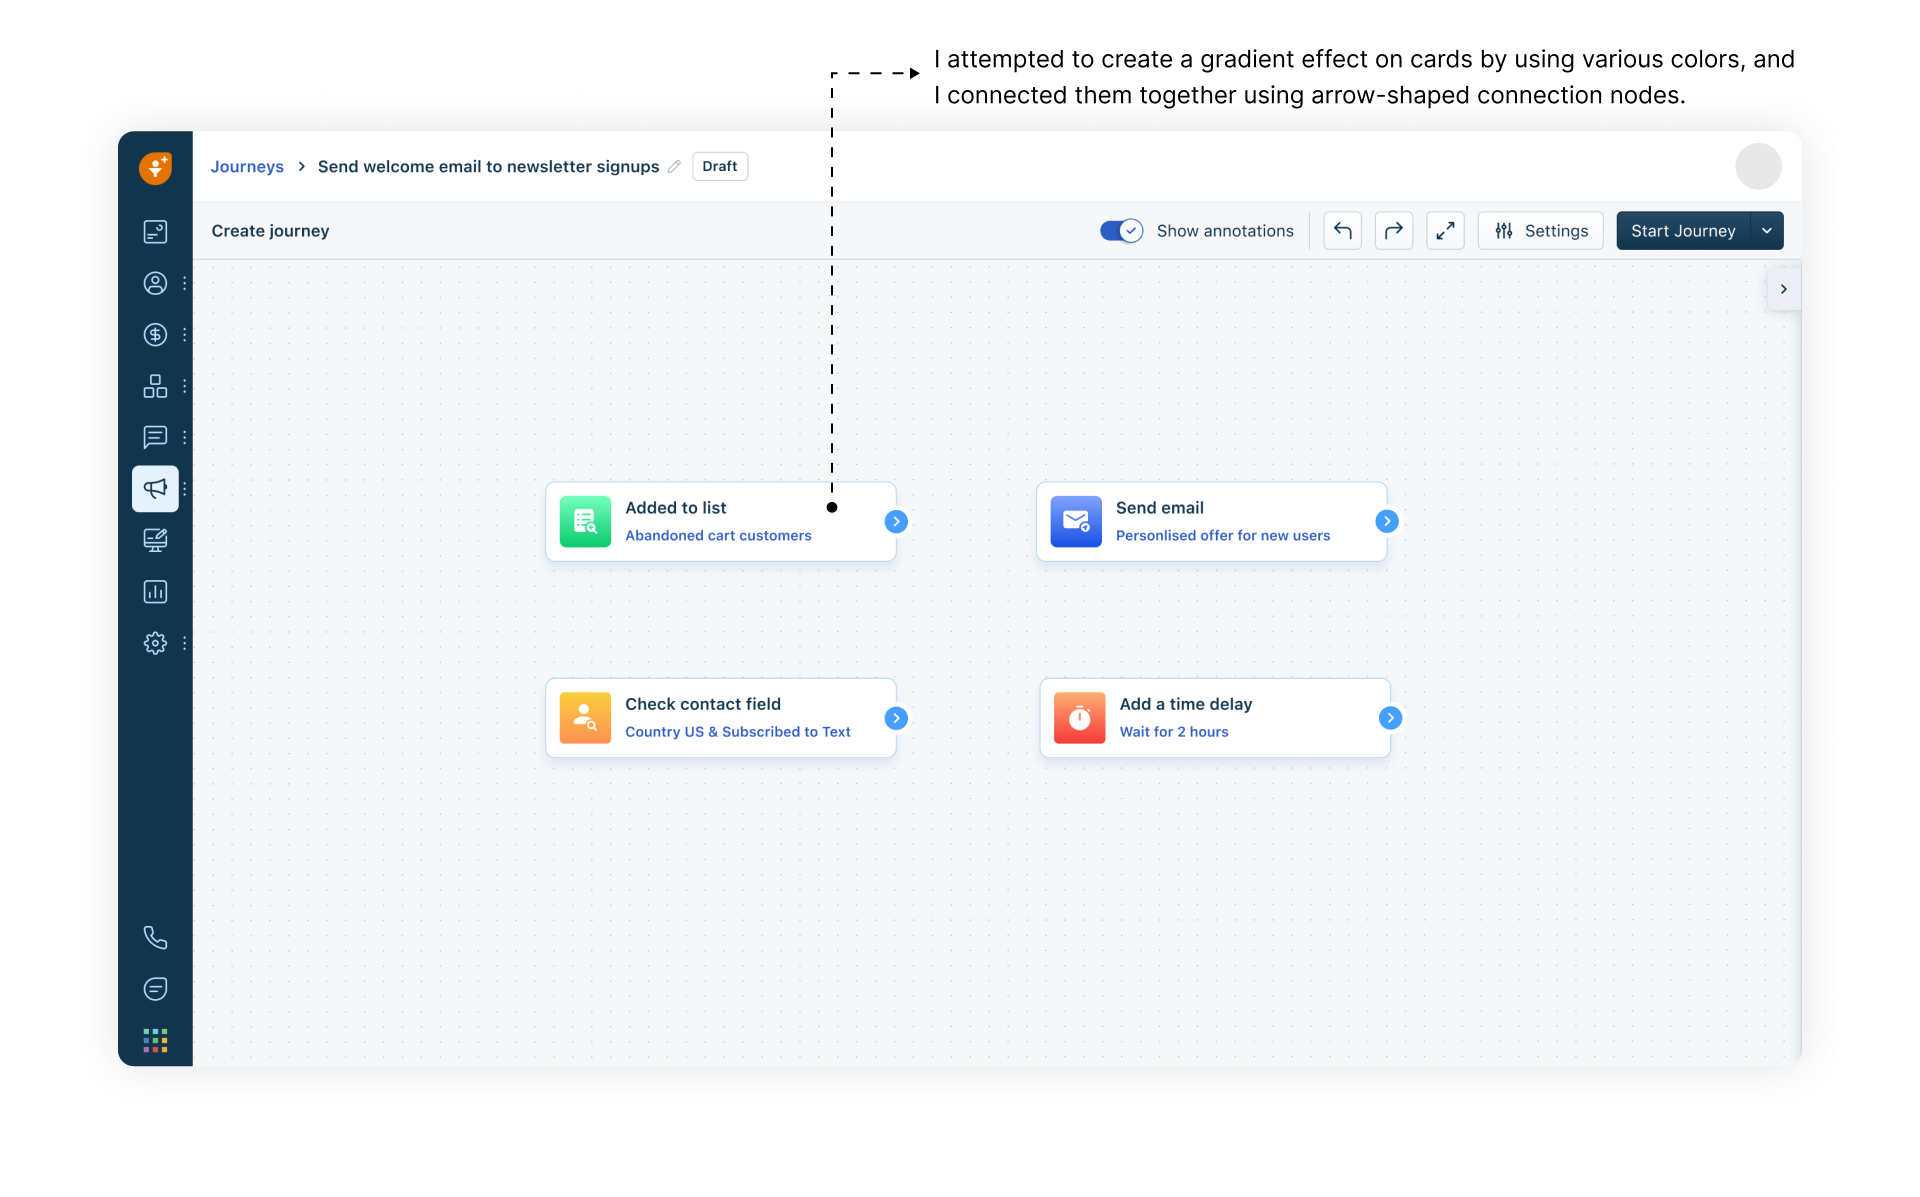 I attempted to create a gradient effect on cards by using various colors, and
I connected them together using arrow-shaped connection nodes.
Journeys > Send welcome email to newsletter signups Draft
Create journey
Show annotations
Settings
Start Journey
Added to list
Abandoned cart customers
Send email
Personlised offer for new users
Check contact field
Country US & Subscribed to Text
Add a time delay
Wait for 2 hours